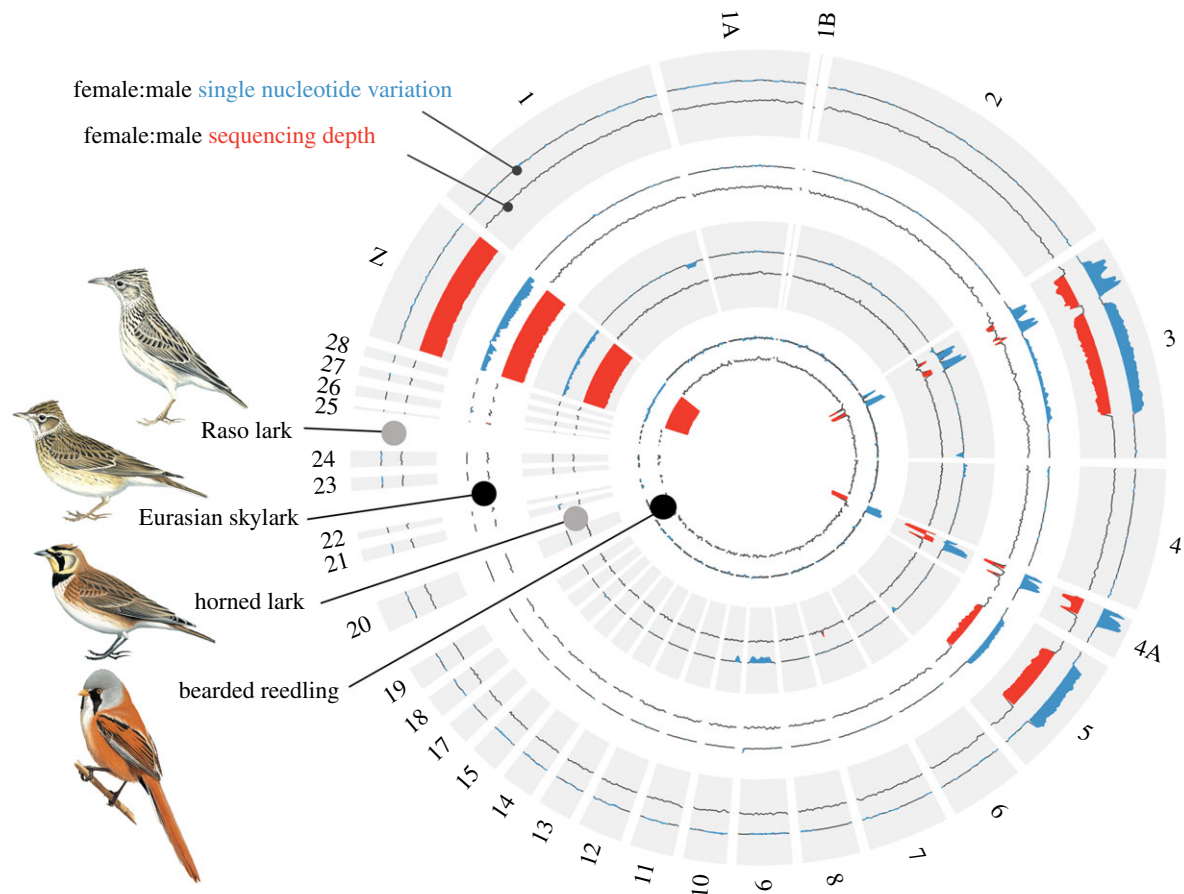 female:male single nucleotide variation
female:male sequencing depth
1
1A
1B
2
3
4
4A
5
6
7
8
9
10
11
12
13
14
15
17
18
19
20
21
22
23
24
25
26
27
28
Z
Raso lark
Eurasian skylark
horned lark
bearded reedling